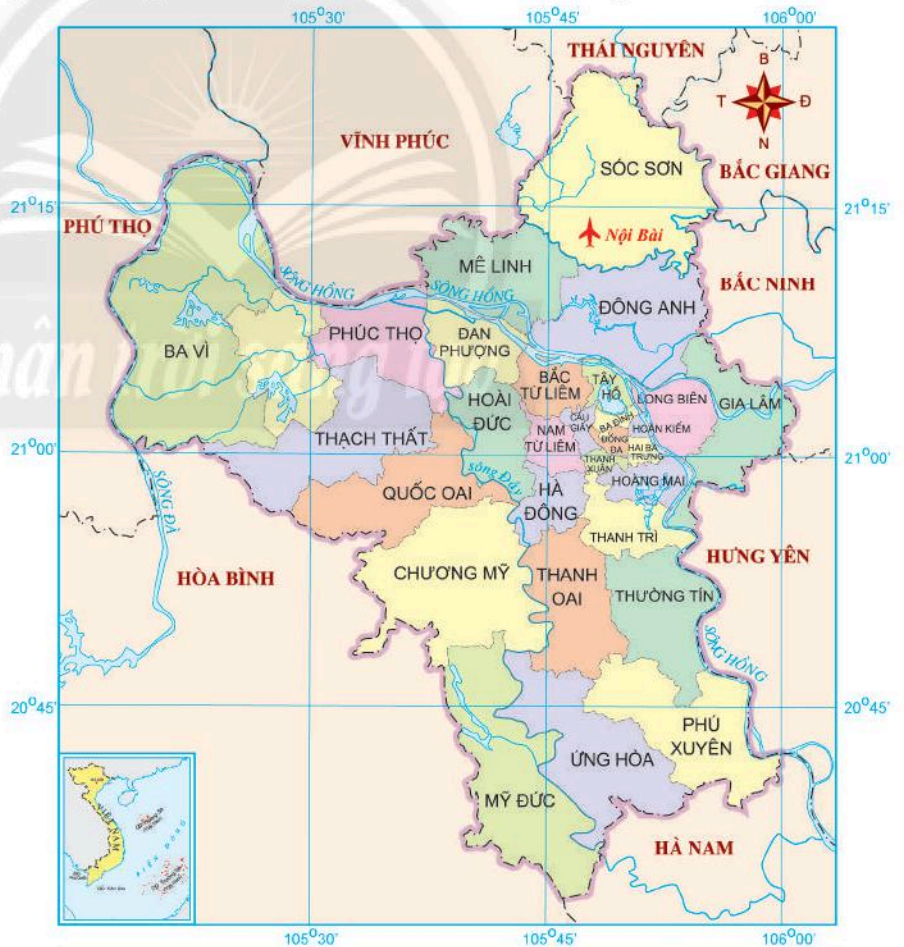 105°30'
105°45'
106°00'
THÁI NGUYÊN
B
T
Đ
N
VĨNH PHÚC
SÓC SƠN
BẮC GIANG
21°15'
21°15'
PHÚ THỌ
Nội Bài
MÊ LINH
SÔNG HỒNG
SÔNG HỒNG
BẮC NINH
ĐÔNG ANH
BA VÌ
PHÚC THỌ
ĐAN
PHƯỢNG
BẮC
TỪ LIÊM
TÂY
HỒ
LONG BIÊN
GIA LÂM
HOÀI
ĐỨC
CẦU
GIẤY
BA ĐÌNH
HOÀN KIẾM
NAM
TỪ LIÊM
ĐỐNG
ĐA
HAI BÀ
TRƯNG
THẠCH THẤT
THANH
XUÂN
21°00'
21°00'
sông Đáy
SÔNG ĐÀ
QUỐC OAI
HÀ
ĐÔNG
HOÀNG MAI
THANH TRÌ
HƯNG YÊN
HÒA BÌNH
CHƯƠNG MỸ
THANH
OAI
THƯỜNG TÍN
SÔNG HỒNG
20°45'
20°45'
PHÚ
XUYÊN
ỨNG HÒA
MỸ ĐỨC
HÀ NAM
VIỆT NAM
BIỂN ĐÔNG
105°30'
105°45'
106°00'